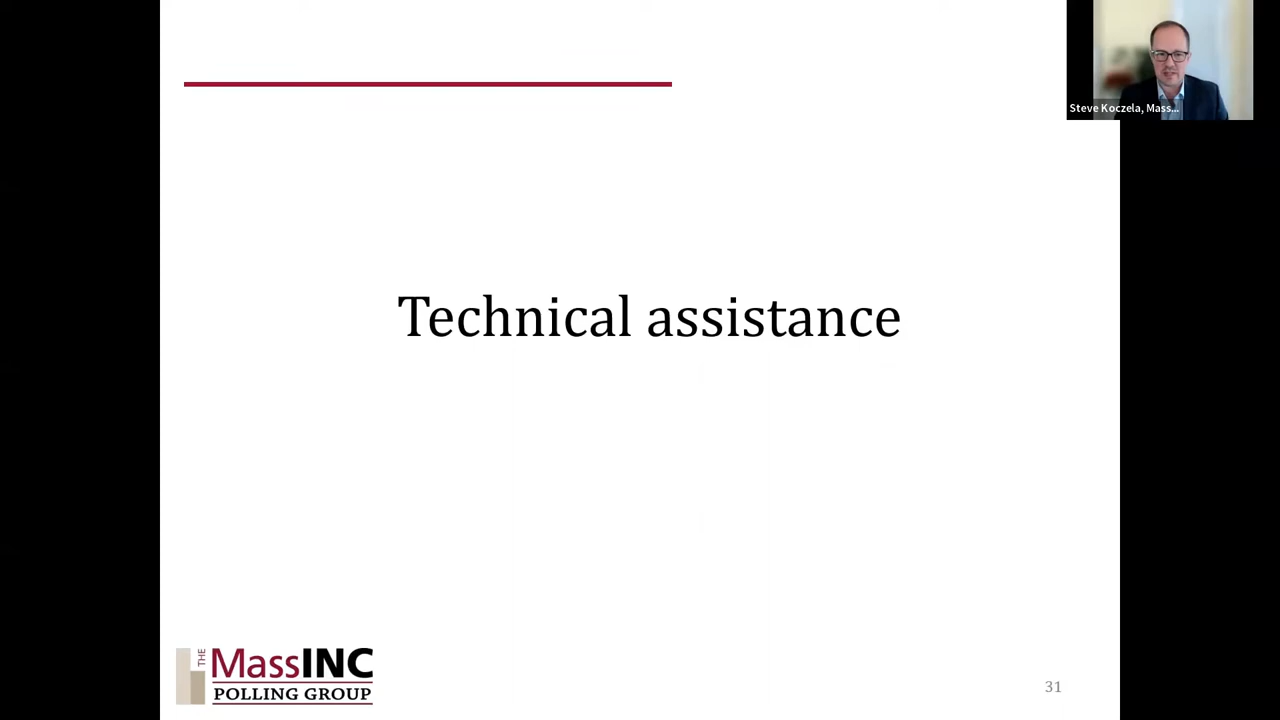 Steve Koczela, Mass...
Technical assistance
THE
MassINC
POLLING GROUP
31